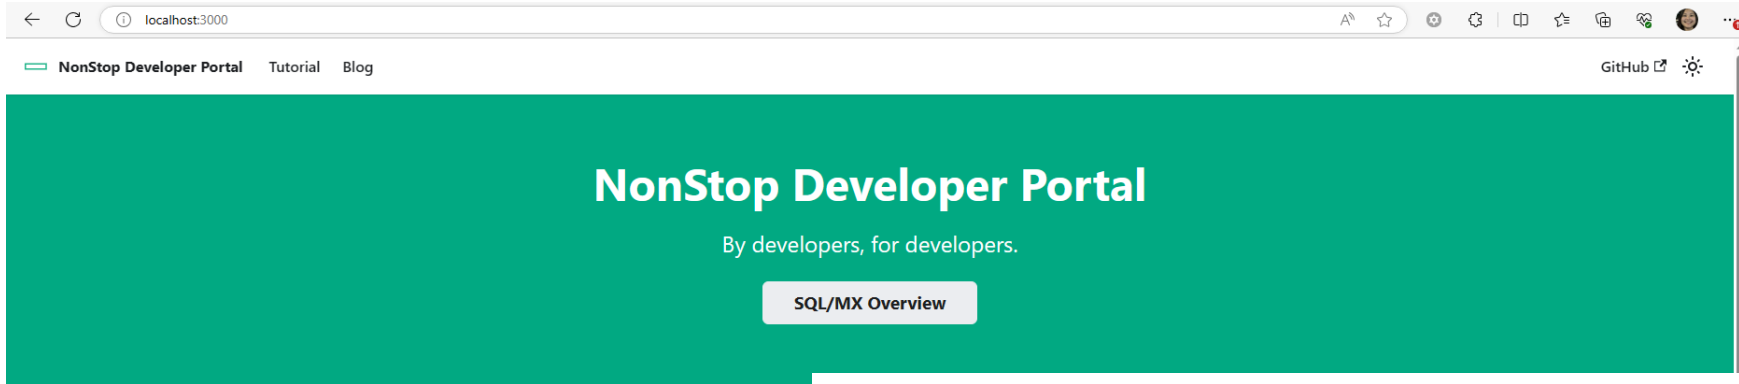 localhost:3000
NonStop Developer Portal Tutorial Blog GitHub
NonStop Developer Portal
By developers, for developers.
SQL/MX Overview